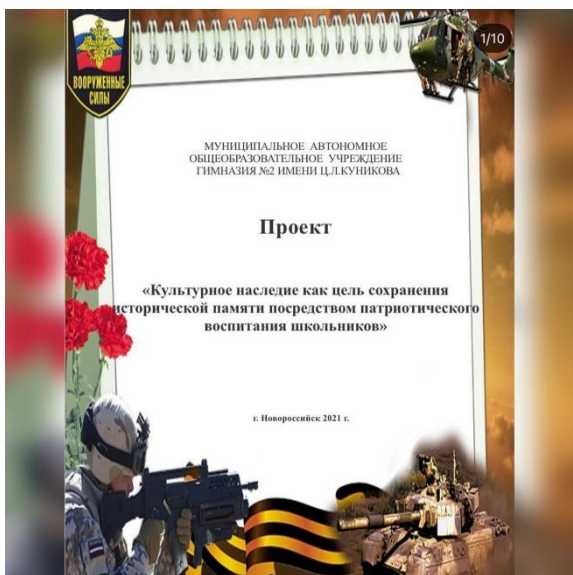 1/10
ВООРУЖЕННЫЕ
СИЛЫ
МУНИЦИПАЛЬНОЕ АВТОНОМНОЕ
ОБЩЕОБРАЗОВАТЕЛЬНОЕ УЧРЕЖДЕНИЕ
ГИМНАЗИЯ №2 ИМЕНИ Ц.Л.КУНИКОВА
Проект
«Культурное наследие как цель сохранения
исторической памяти посредством патриотического
воспитания школьников»
г. Новороссийск 2021 г.